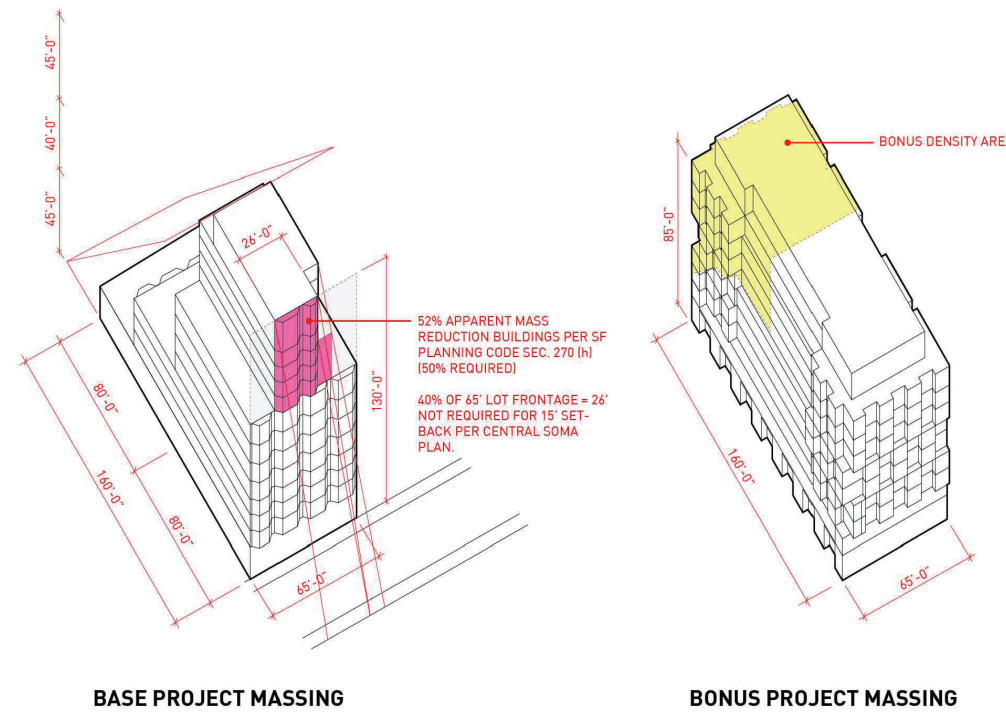 45'-0"
40'-0"
45'-0"
26'-0"
130'-0"
80'-0"
160'-0"
80'-0"
65'-0"
52% APPARENT MASS
REDUCTION BUILDINGS PER SF
PLANNING CODE SEC. 270 (h)
(50% REQUIRED)
40% OF 65' LOT FRONTAGE = 26'
NOT REQUIRED FOR 15' SET-
BACK PER CENTRAL SOMA
PLAN.
BASE PROJECT MASSING
BONUS DENSITY ARE
85'-0"
160'-0"
65'-0"
BONUS PROJECT MASSING